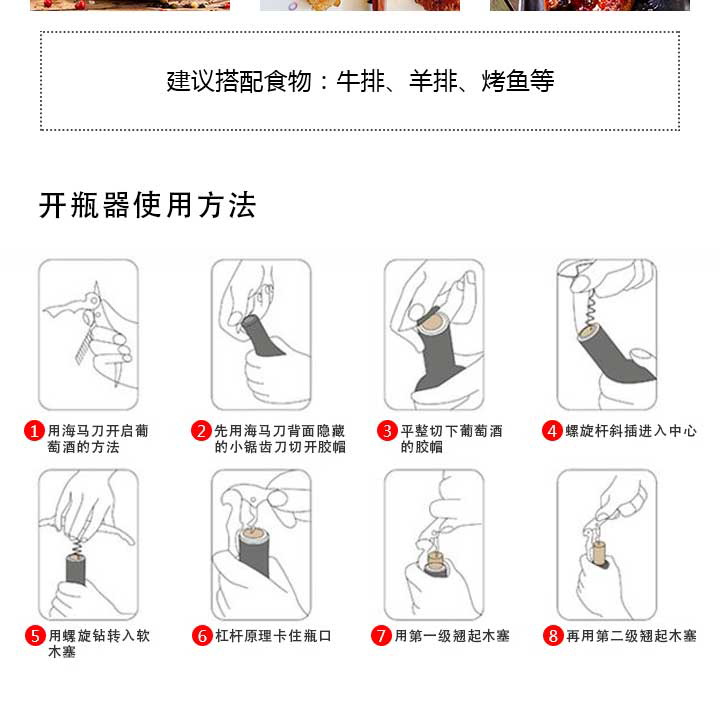 建议搭配食物：牛排、羊排、烤鱼等
开瓶器使用方法
1 用海马刀开启葡
萄酒的方法
2 先用海马刀背面隐藏
的小锯齿刀切开胶帽
3 平整切下葡萄酒
的胶帽
4 螺旋杆斜插进入中心
5 用螺旋钻转入软
木塞
6 杠杆原理卡住瓶口
7 用第一级翘起木塞
8 再用第二级翘起木塞